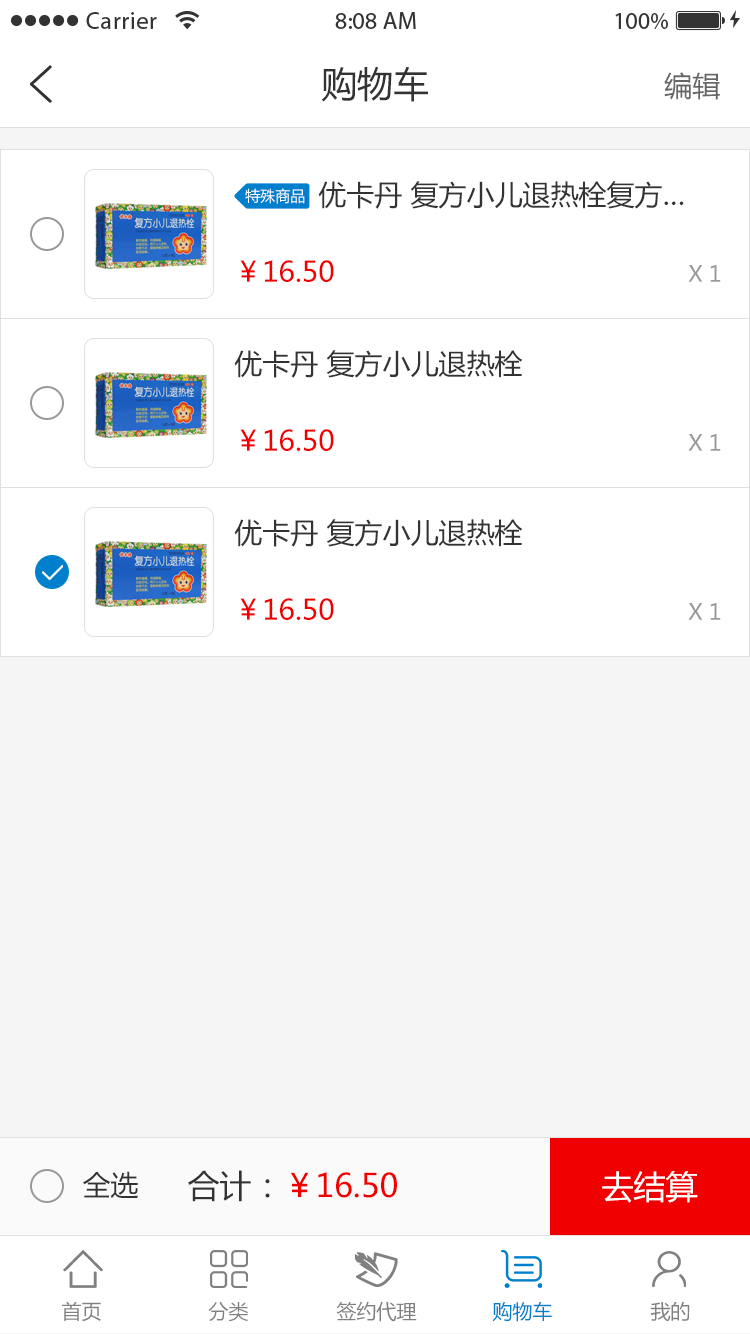 Carrier 8:08 AM 100%
购物车 编辑
特殊商品 优卡丹 复方小儿退热栓复方...
复方小儿退热栓
¥ 16.50 X 1
优卡丹 复方小儿退热栓
复方小儿退热栓
¥ 16.50 X 1
优卡丹 复方小儿退热栓
复方小儿退热栓
¥ 16.50 X 1
全选 合计：¥ 16.50 去结算
首页 分类 签约代理 购物车 我的